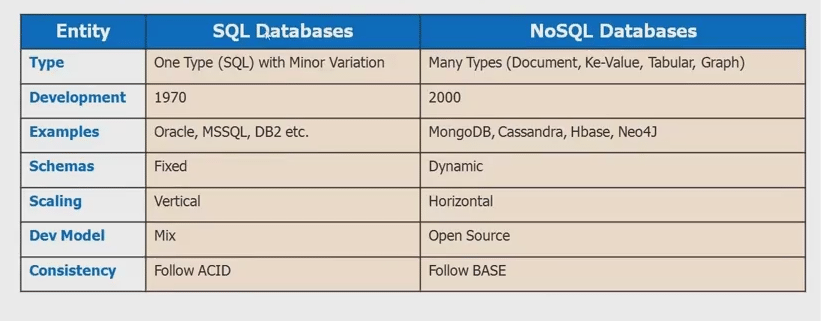 Entity SQL Databases NoSQL Databases
Type One Type (SQL) with Minor Variation Many Types (Document, Ke-Value, Tabular, Graph)
Development 1970 2000
Examples Oracle, MSSQL, DB2 etc. MongoDB, Cassandra, Hbase, Neo4J
Schemas Fixed Dynamic
Scaling Vertical Horizontal
Dev Model Mix Open Source
Consistency Follow ACID Follow BASE